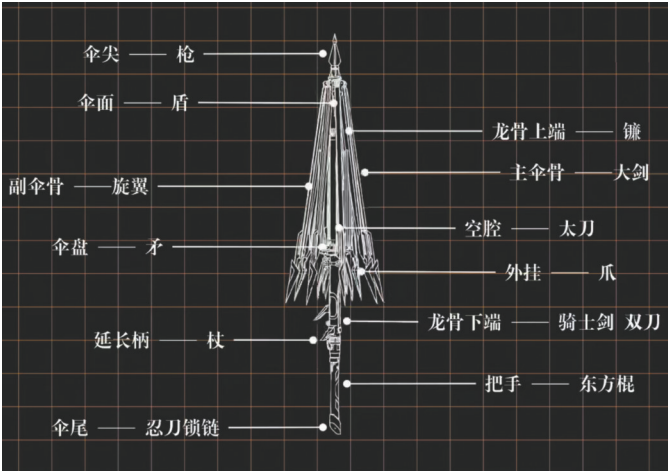 伞尖 —— 枪
伞面 —— 盾
龙骨上端 —— 镰
主伞骨 —— 大剑
副伞骨 —— 旋翼
空腔 —— 太刀
伞盘 —— 矛
外挂 —— 爪
龙骨下端 —— 骑士剑 双刀
延长柄 —— 杖
把手 —— 东方棍
伞尾 —— 忍刀锁链